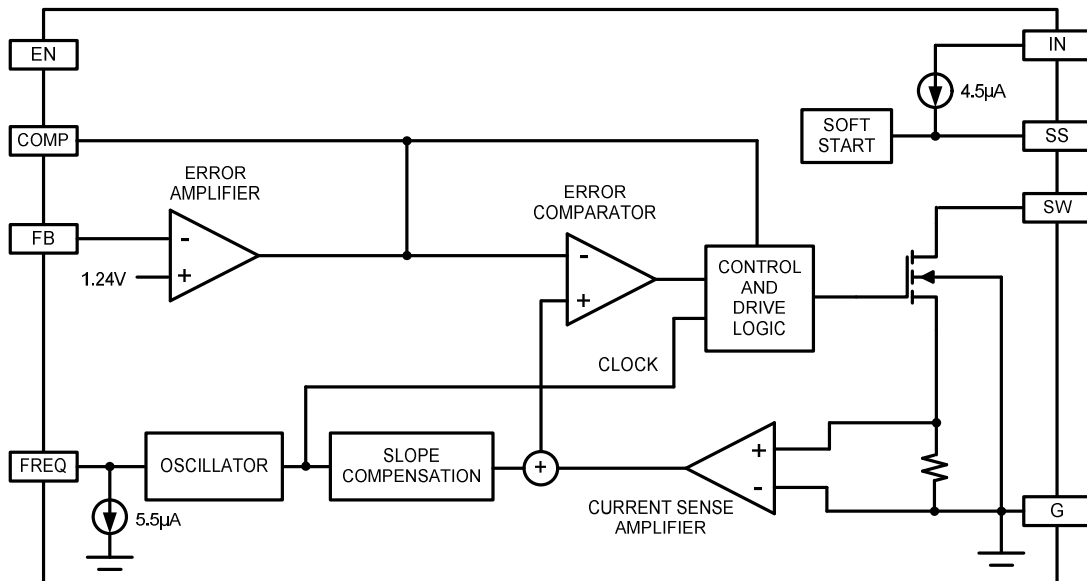 EN
IN
4.5µA
COMP
SOFT
START
SS
ERROR
AMPLIFIER
ERROR
COMPARATOR
SW
FB
-
-
1.24V
+
+
CONTROL
AND
DRIVE
LOGIC
CLOCK
FREQ
OSCILLATOR
SLOPE
COMPENSATION
+
+
-
CURRENT SENSE
AMPLIFIER
5.5µA
G